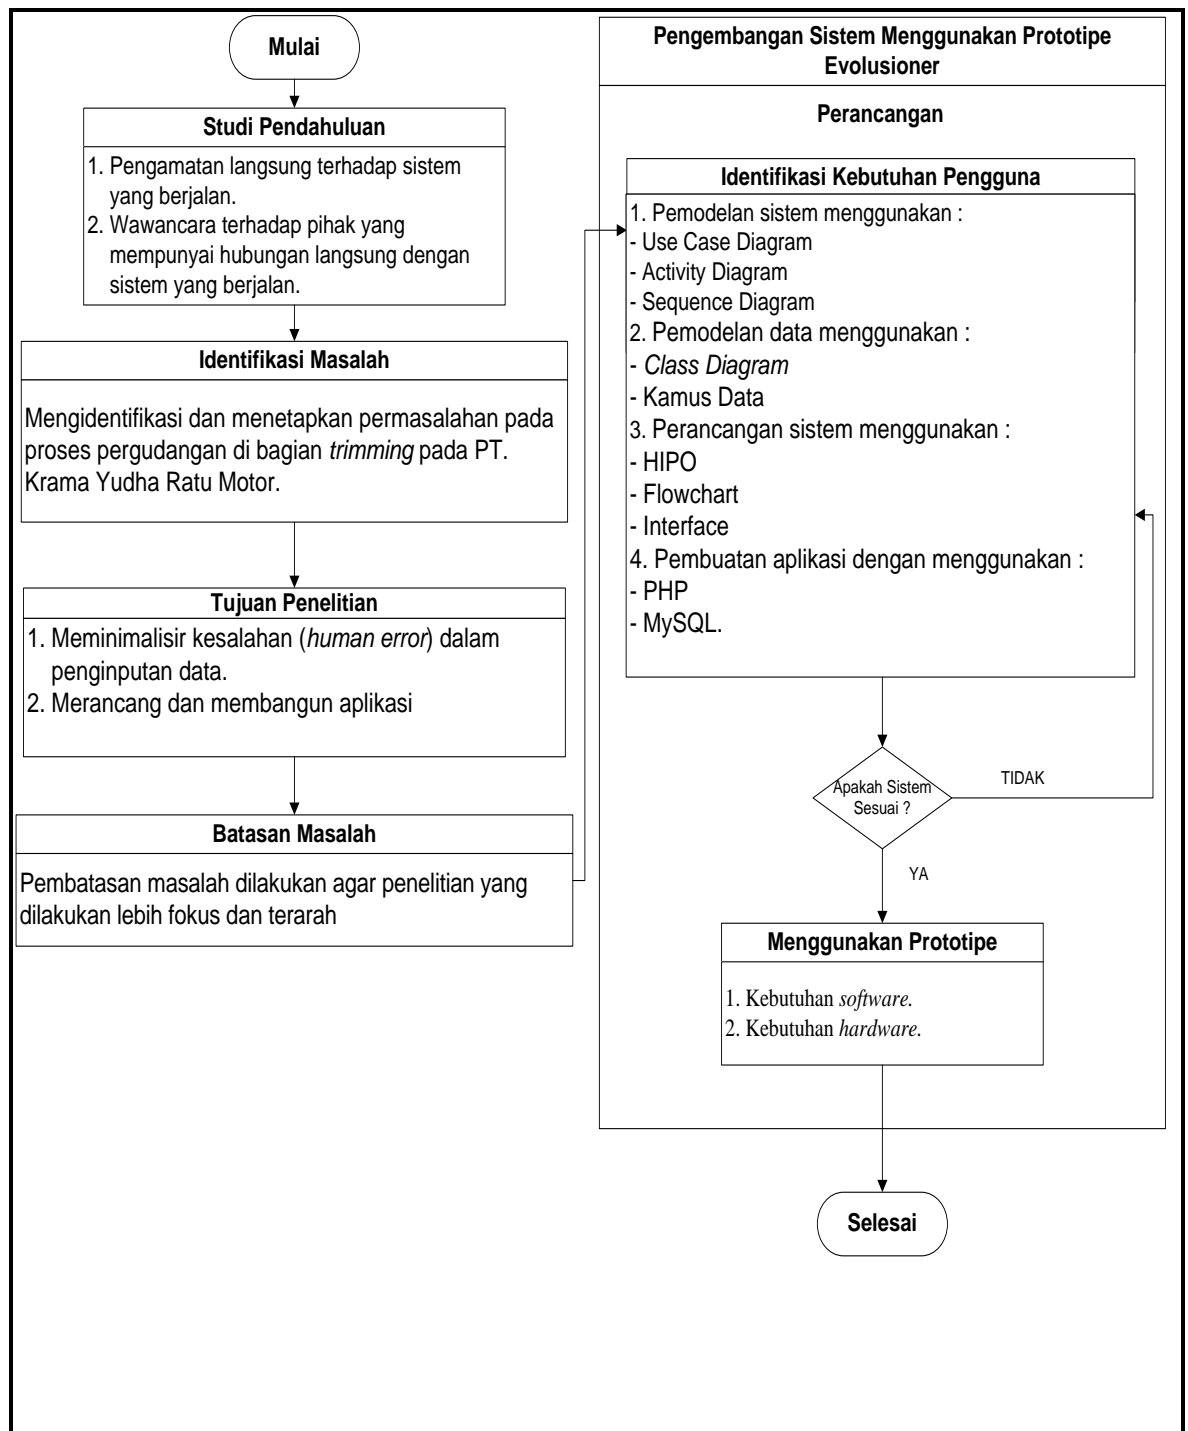 Mulai
Studi Pendahuluan
1. Pengamatan langsung terhadap sistem
yang berjalan.
2. Wawancara terhadap pihak yang
mempunyai hubungan langsung dengan
sistem yang berjalan.
Identifikasi Masalah
Mengidentifikasi dan menetapkan permasalahan pada
proses pergudangan di bagian trimming pada PT.
Krama Yudha Ratu Motor.
Tujuan Penelitian
1. Meminimalisir kesalahan (human error) dalam
penginputan data.
2. Merancang dan membangun aplikasi
Batasan Masalah
Pembatasan masalah dilakukan agar penelitian yang
dilakukan lebih fokus dan terarah
Pengembangan Sistem Menggunakan Prototipe
Evolusioner
Perancangan
Identifikasi Kebutuhan Pengguna
1. Pemodelan sistem menggunakan :
- Use Case Diagram
- Activity Diagram
- Sequence Diagram
2. Pemodelan data menggunakan :
- Class Diagram
- Kamus Data
3. Perancangan sistem menggunakan :
- HIPO
- Flowchart
- Interface
4. Pembuatan aplikasi dengan menggunakan :
- PHP
- MySQL.
Apakah Sistem
Sesuai ?
TIDAK
YA
Menggunakan Prototipe
1. Kebutuhan software.
2. Kebutuhan hardware.
Selesai